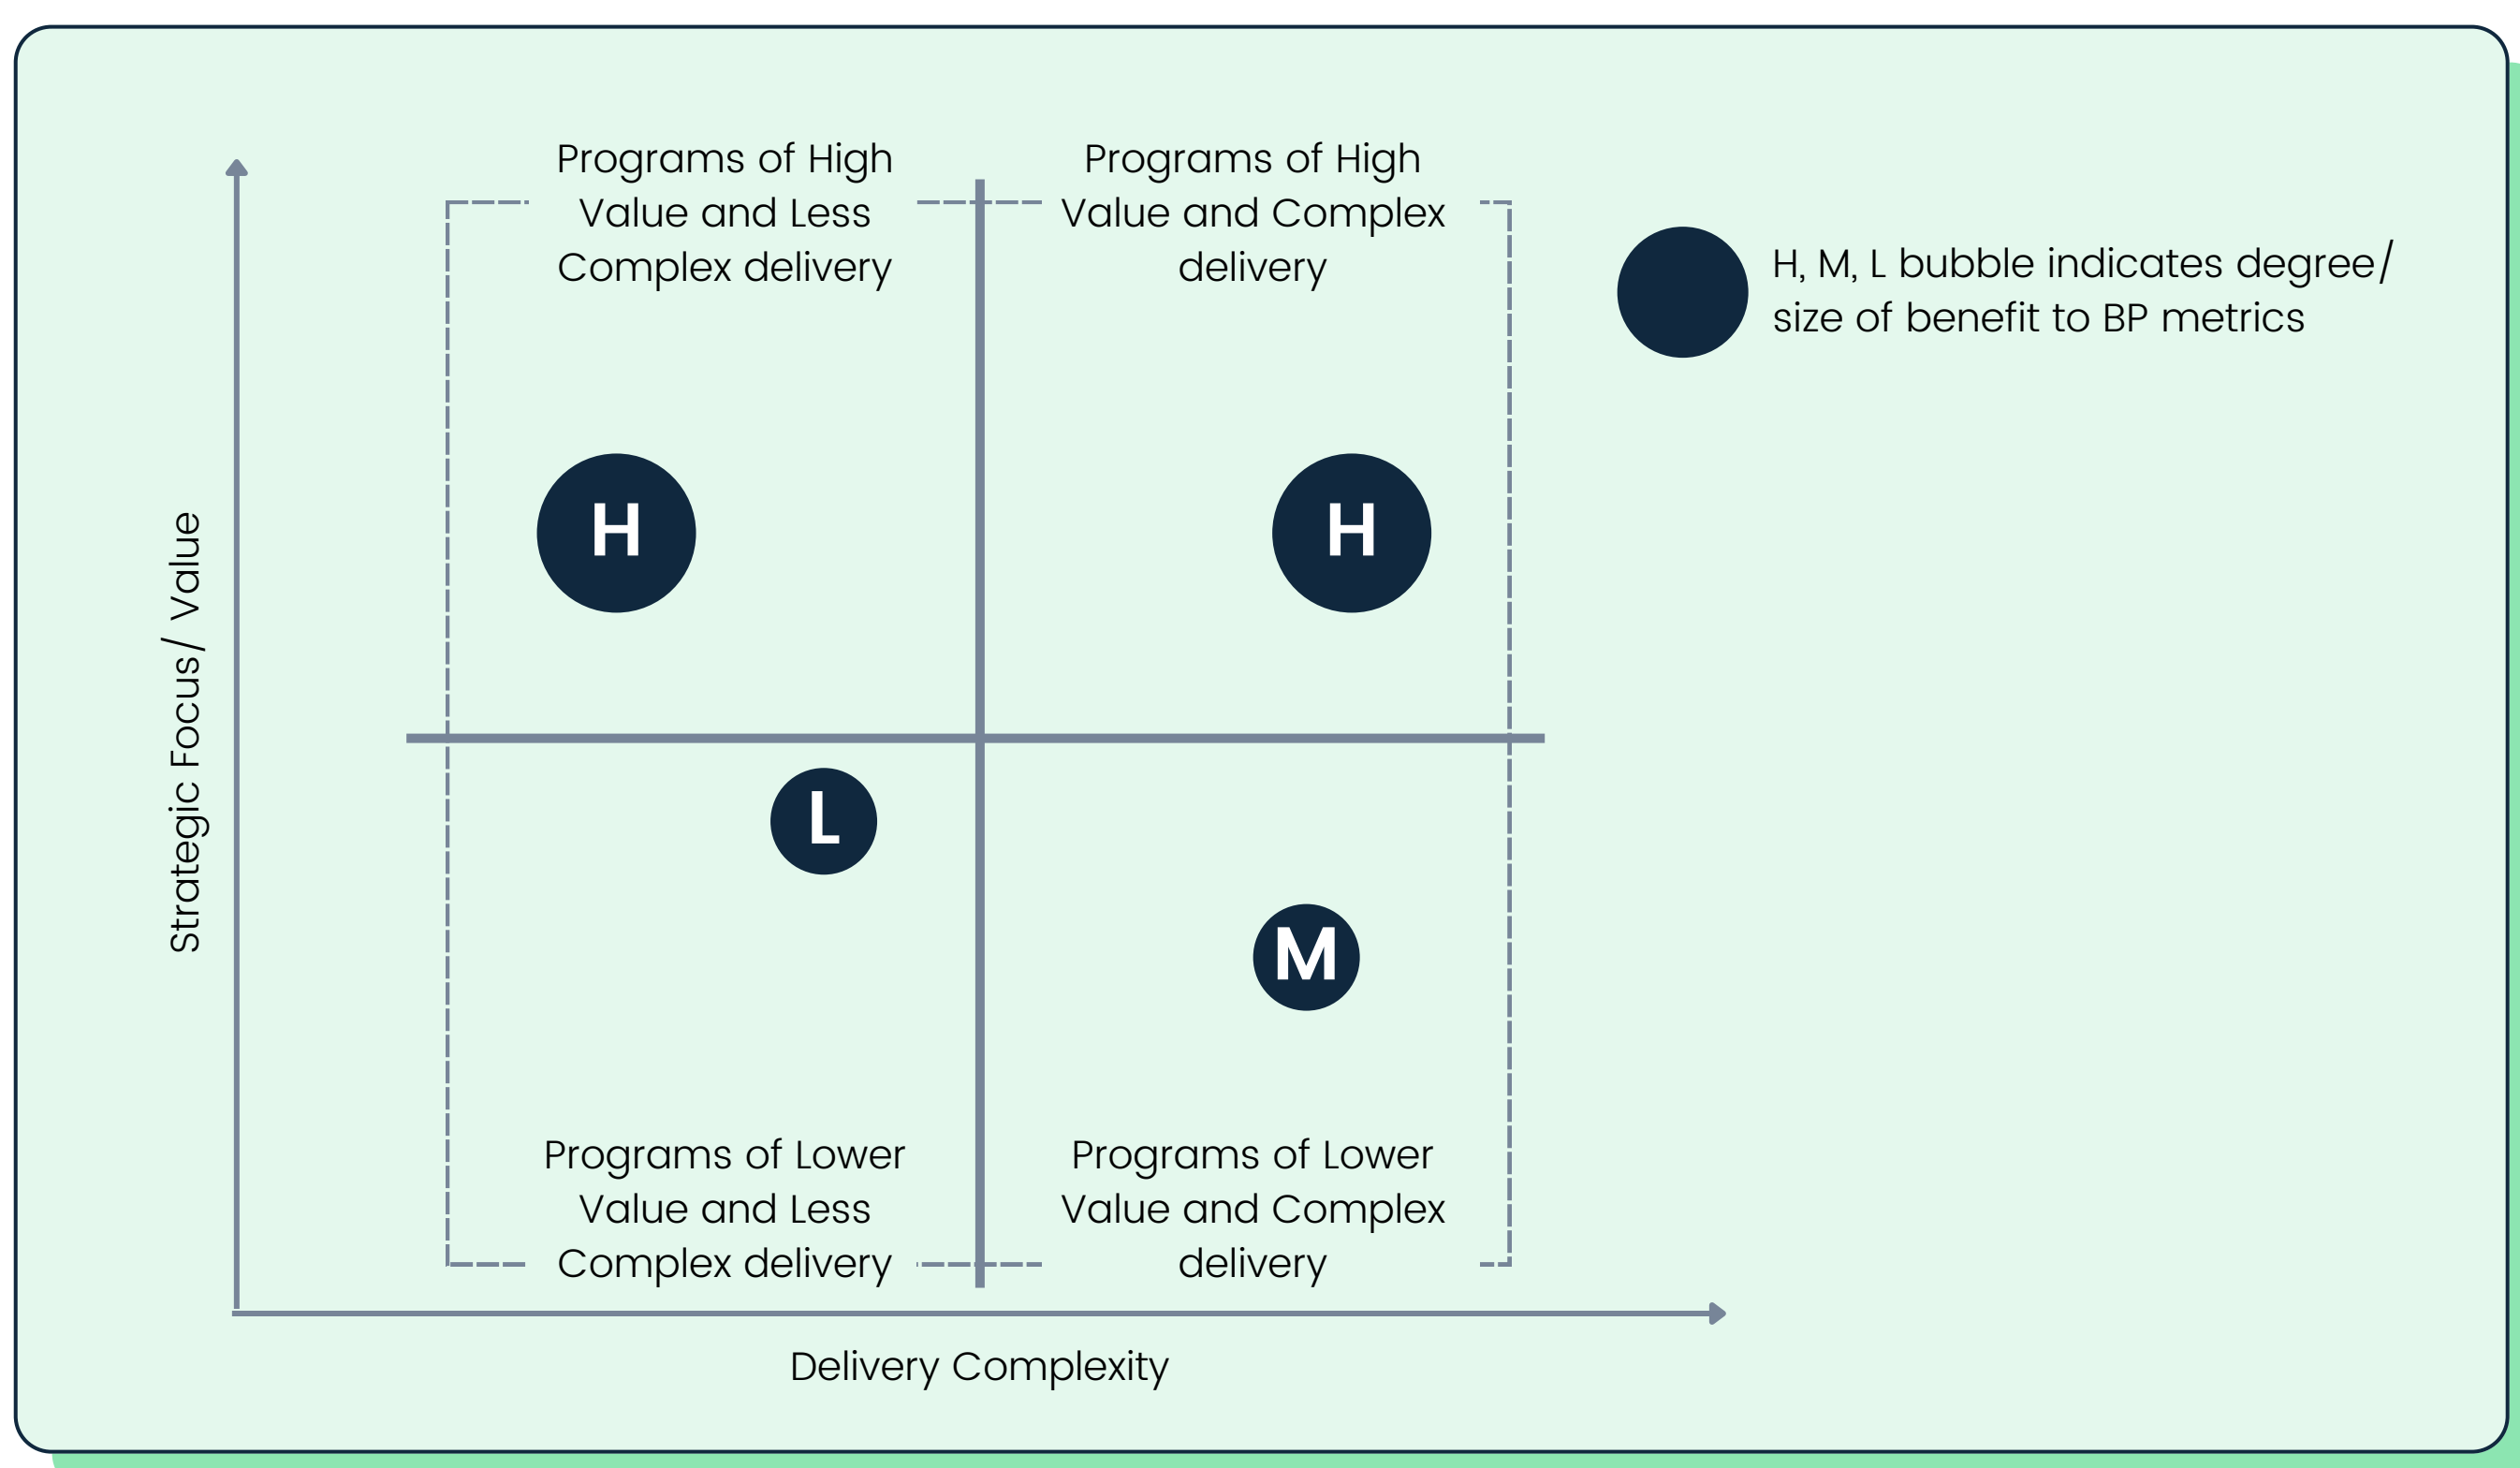 Programs of High
Value and Less
Complex delivery
Programs of High
Value and Complex
delivery
H, M, L bubble indicates degree/
size of benefit to BP metrics
H
H
Strategic Focus/ Value
L
M
Programs of Lower
Value and Less
Complex delivery
Programs of Lower
Value and Complex
delivery
Delivery Complexity